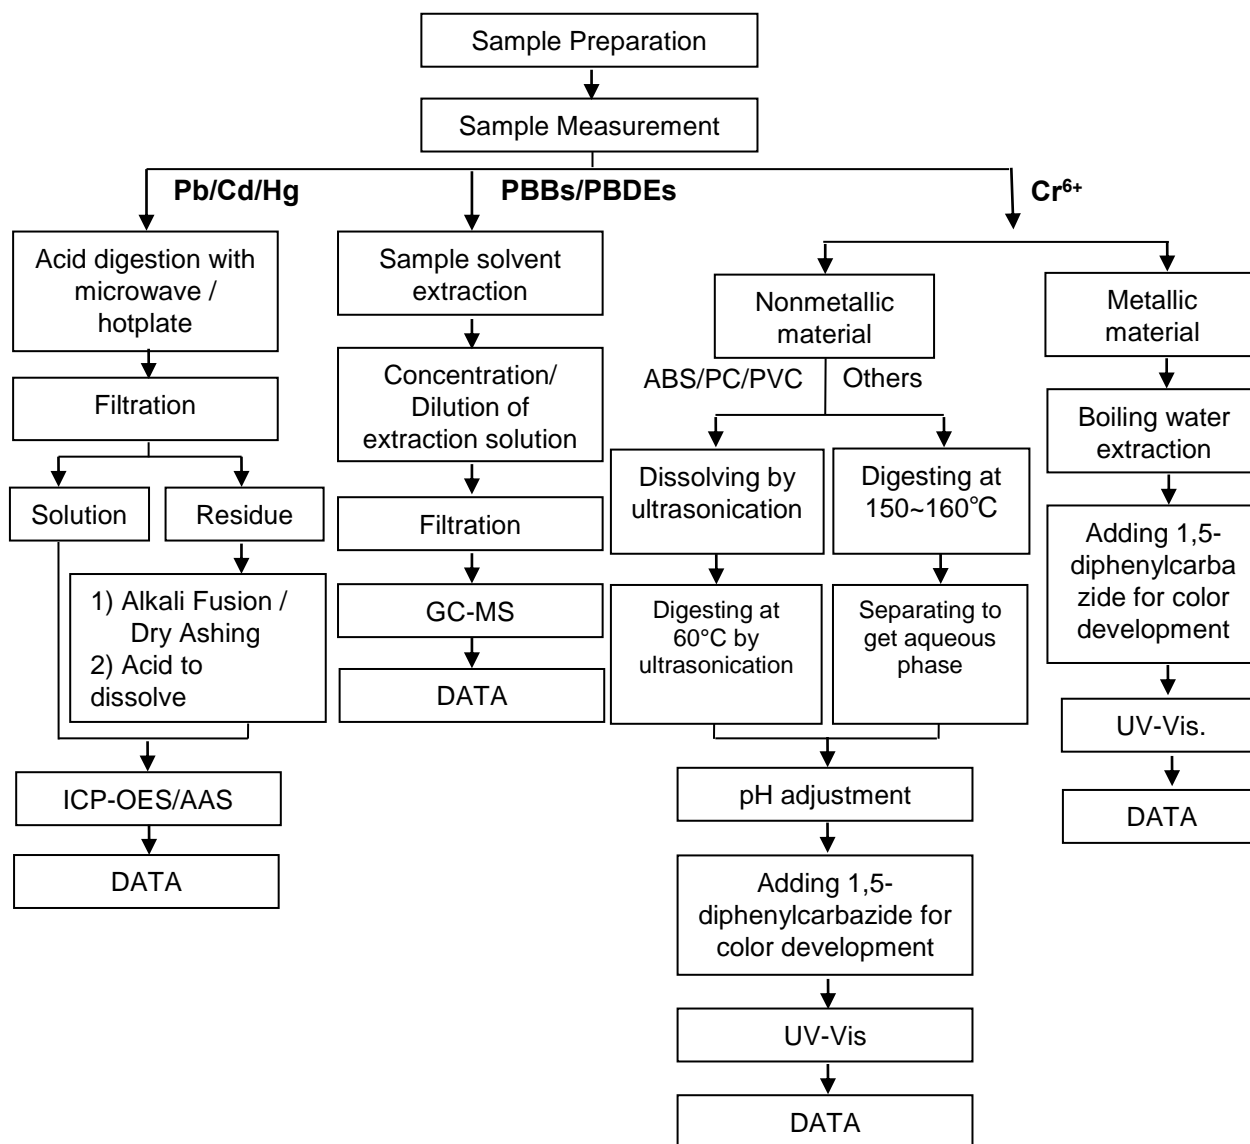 Sample Preparation
Sample Measurement
Pb/Cd/Hg
PBBs/PBDEs
Cr⁶⁺
Acid digestion with
microwave /
hotplate
Filtration
Solution
Residue
1) Alkali Fusion /
Dry Ashing
2) Acid to
dissolve
ICP-OES/AAS
DATA
Sample solvent
extraction
Concentration/
Dilution of
extraction solution
Filtration
GC-MS
DATA
Nonmetallic
material
ABS/PC/PVC
Others
Dissolving by
ultrasonication
Digesting at
60°C by
ultrasonication
Digesting at
150~160℃
Separating to
get aqueous
phase
pH adjustment
Adding 1,5-
diphenylcarbazide for
color development
UV-Vis
DATA
Metallic
material
Boiling water
extraction
Adding 1,5-
diphenylcarba
zide for color
development
UV-Vis.
DATA